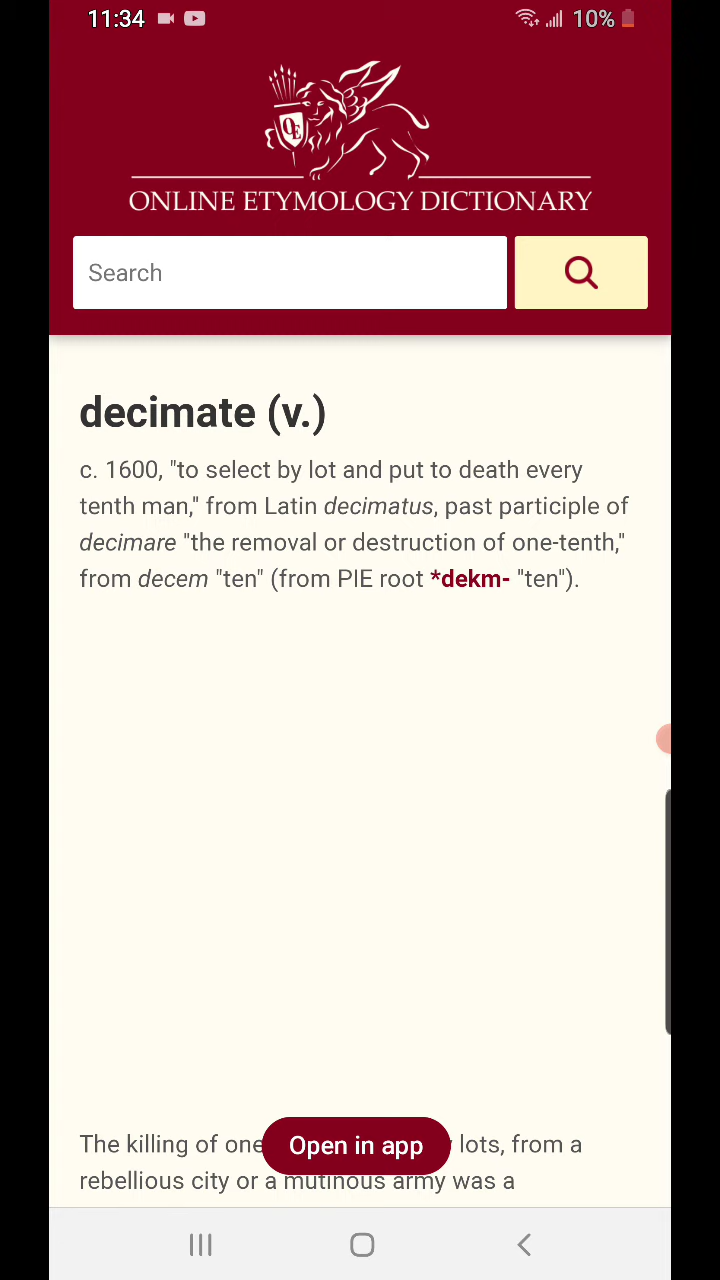 11:34
10%
OE
ONLINE ETYMOLOGY DICTIONARY
Search
decimate (v.)
c. 1600, "to select by lot and put to death every
tenth man," from Latin decimatus, past participle of
decimare "the removal or destruction of one-tenth,"
from decem "ten" (from PIE root *dekm- "ten").
The killing of one lots, from a
Open in app
rebellious city or a mutinous army was a